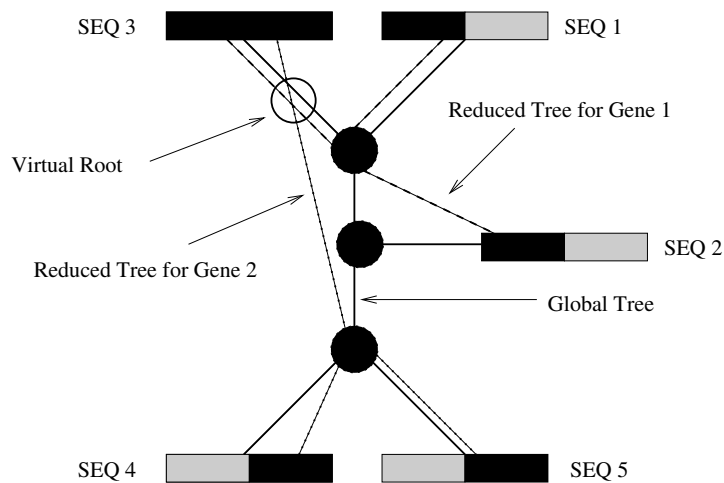 SEQ 3
SEQ 1
Reduced Tree for Gene 1
Virtual Root
SEQ 2
Reduced Tree for Gene 2
Global Tree
SEQ 4
SEQ 5